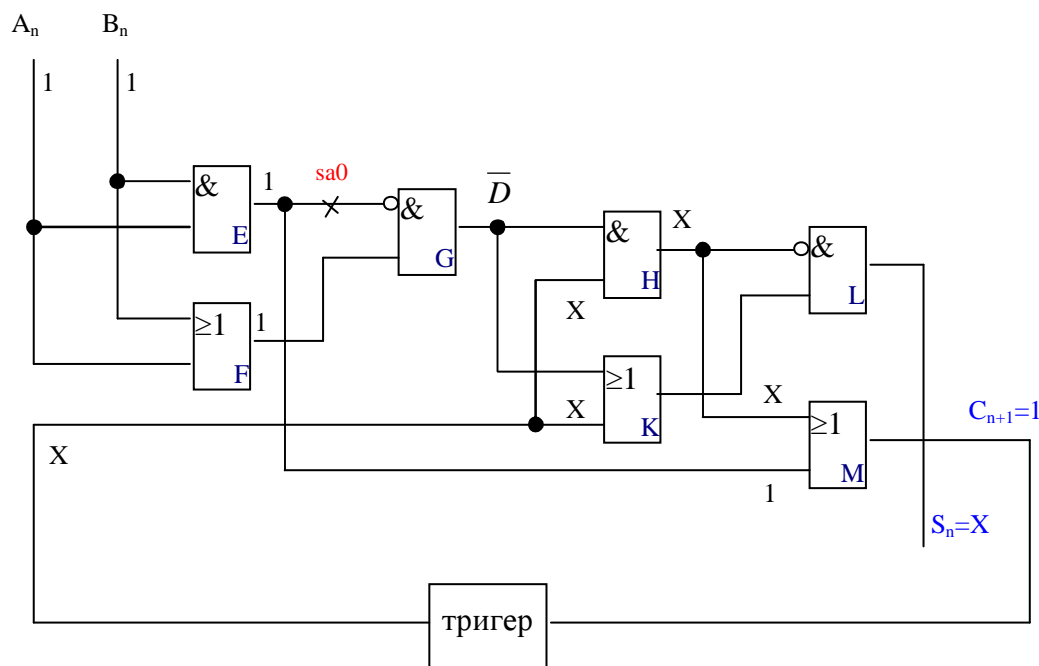 Aₙ Bₙ
1 1
& 1 sa0 & D̅ & X &
E G H L
X
≥1 1 ≥1 X
F X K ≥1 Cₙ₊₁=1
X 1 M
Sₙ=X
тригер